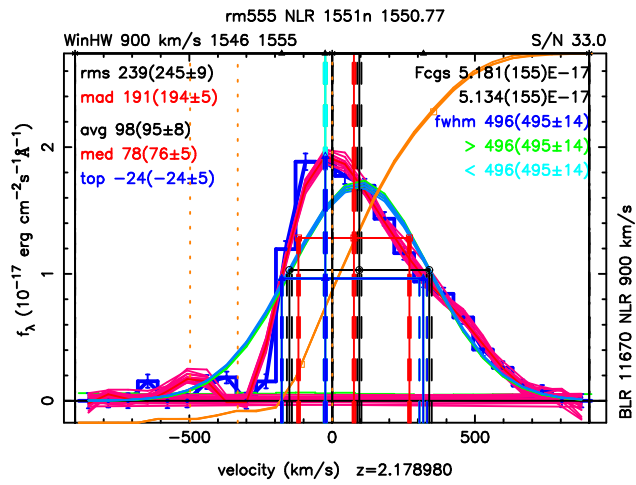 rm555 NLR 1551n 1550.77
WinHW 900 km/s 1546 1555
S/N 33.0
rms 239(245±9)
mad 191(194±5)
avg 98(95±8)
med 78(76±5)
top −24(−24±5)
Fcgs 5.181(155)E−17
5.134(155)E−17
fwhm 496(495±14)
> 496(495±14)
< 496(495±14)
2
1
0
fλ (10⁻¹⁷ erg cm⁻²s⁻¹Å⁻¹)
BLR 11670 NLR 900 km/s
−500 0 500
velocity (km/s) z=2.178980